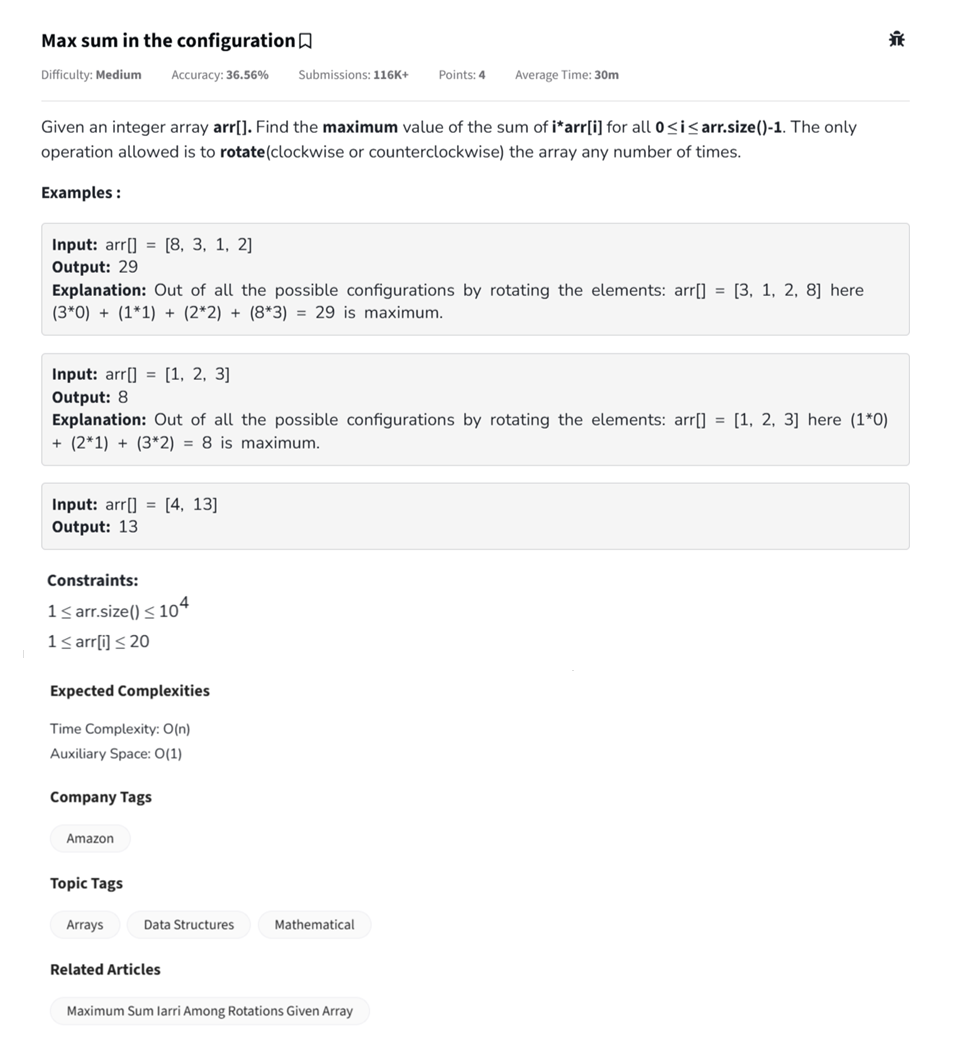 Max sum in the configuration
Difficulty: Medium Accuracy: 36.56% Submissions: 116K+ Points: 4 Average Time: 30m
Given an integer array arr[]. Find the maximum value of the sum of i*arr[i] for all 0≤i≤arr.size()-1. The only
operation allowed is to rotate(clockwise or counterclockwise) the array any number of times.
Examples :
Input: arr[] = [8, 3, 1, 2]
Output: 29
Explanation: Out of all the possible configurations by rotating the elements: arr[] = [3, 1, 2, 8] here
(3*0) + (1*1) + (2*2) + (8*3) = 29 is maximum.
Input: arr[] = [1, 2, 3]
Output: 8
Explanation: Out of all the possible configurations by rotating the elements: arr[] = [1, 2, 3] here (1*0)
+ (2*1) + (3*2) = 8 is maximum.
Input: arr[] = [4, 13]
Output: 13
Constraints:
1 ≤ arr.size() ≤ 10⁴
1 ≤ arr[i] ≤ 20
Expected Complexities
Time Complexity: O(n)
Auxiliary Space: O(1)
Company Tags
Amazon
Topic Tags
Arrays Data Structures Mathematical
Related Articles
Maximum Sum Iarri Among Rotations Given Array